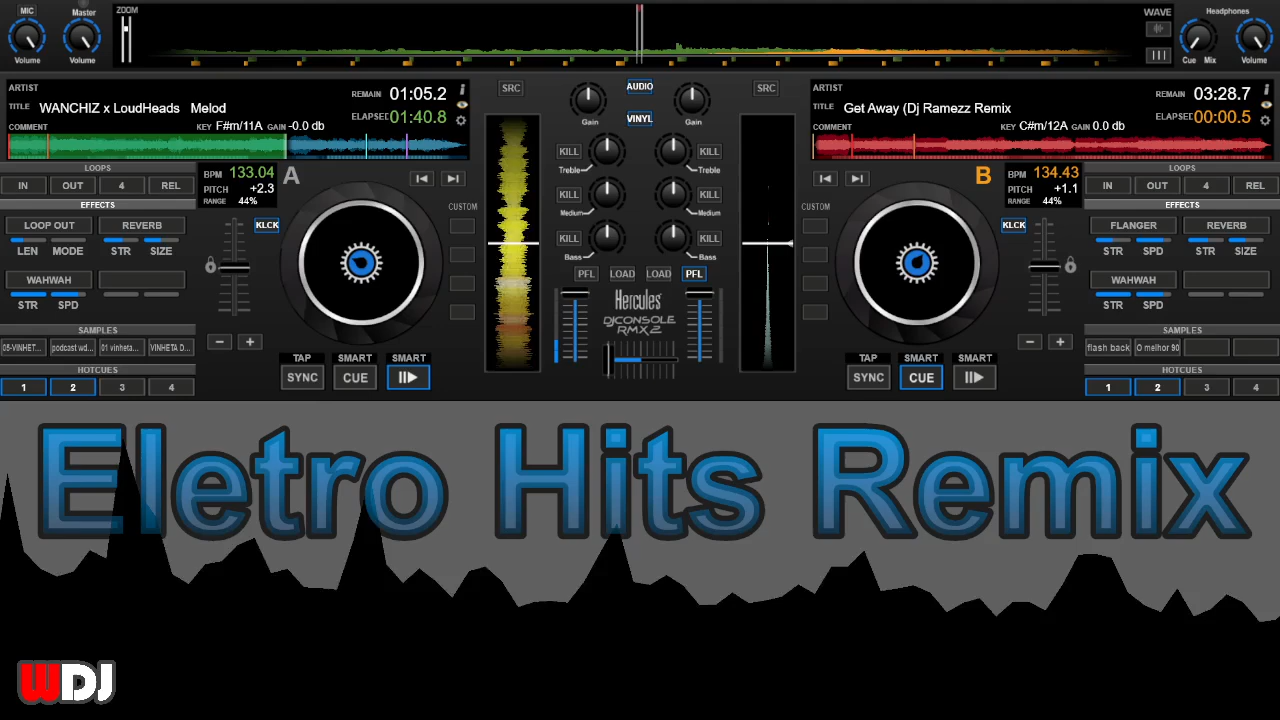 MIC
Master
ZOOM
WAVE
Headphones
Volume
Volume
Cue Mix
Volume
ARTIST
TITLE WANCHIZ x LoudHeads Melod
COMMENT
REMAIN 01:05.2
ELAPSED 01:40.8
KEY F#m/11A GAIN -0.0 db
LOOPS
IN OUT 4 REL
EFFECTS
LOOP OUT REVERB
LEN MODE STR SIZE
WAHWAH
STR SPD
SAMPLES
05-VINHET... podcast wd... 01 vinheta... VINHETA D...
HOTCUES
1 2 3 4
BPM 133.04
PITCH +2.3
RANGE 44%
A
KLCK
CUSTOM
TAP SMART SMART
SYNC CUE
SRC
AUDIO
SRC
Gain
VINYL
Gain
KILL KILL
Treble Treble
KILL KILL
Medium Medium
KILL KILL
Bass Bass
PFL LOAD LOAD PFL
Hercules
DJCONSOLE
RMX2
ARTIST
TITLE Get Away (Dj Ramezz Remix
COMMENT
REMAIN 03:28.7
ELAPSED 00:00.5
KEY C#m/12A GAIN 0.0 db
B
BPM 134.43
PITCH +1.1
RANGE 44%
KLCK
CUSTOM
TAP SMART SMART
SYNC CUE
LOOPS
IN OUT 4 REL
EFFECTS
FLANGER REVERB
STR SPD STR SIZE
WAHWAH
STR SPD
SAMPLES
flash back O melhor 90
HOTCUES
1 2 3 4
Eletro Hits Remix
WDJ